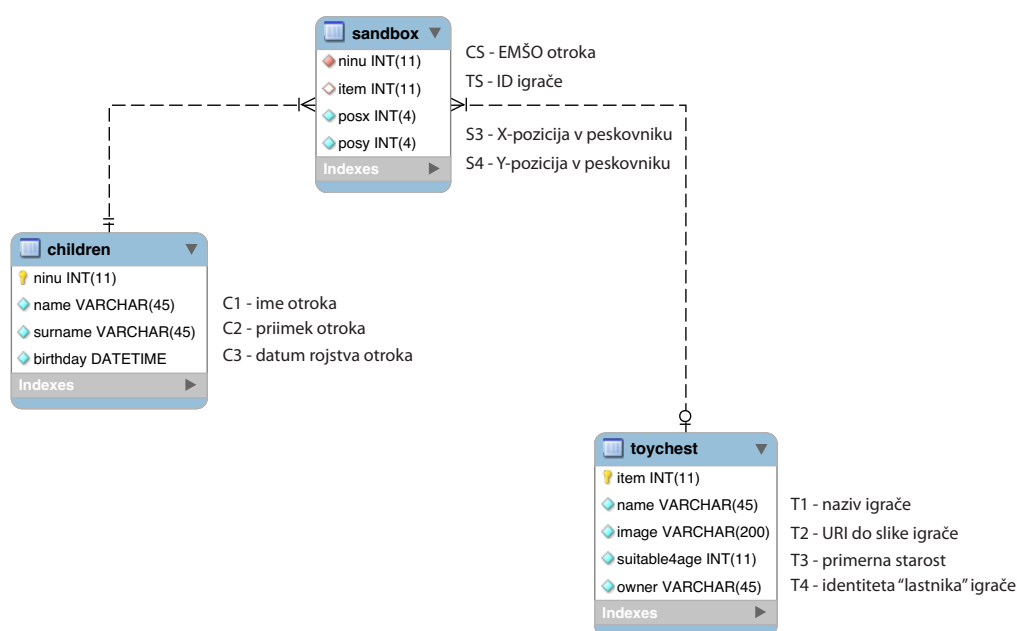 sandbox
ninu INT(11)
item INT(11)
posx INT(4)
posy INT(4)
Indexes
CS - EMŠO otroka
TS - ID igrače
S3 - X-pozicija v peskovniku
S4 - Y-pozicija v peskovniku
children
ninu INT(11)
name VARCHAR(45)
surname VARCHAR(45)
birthday DATETIME
Indexes
C1 - ime otroka
C2 - priimek otroka
C3 - datum rojstva otroka
toychest
item INT(11)
name VARCHAR(45)
image VARCHAR(200)
suitable4age INT(11)
owner VARCHAR(45)
Indexes
T1 - naziv igrače
T2 - URI do slike igrače
T3 - primerna starost
T4 - identiteta “lastnika” igrače